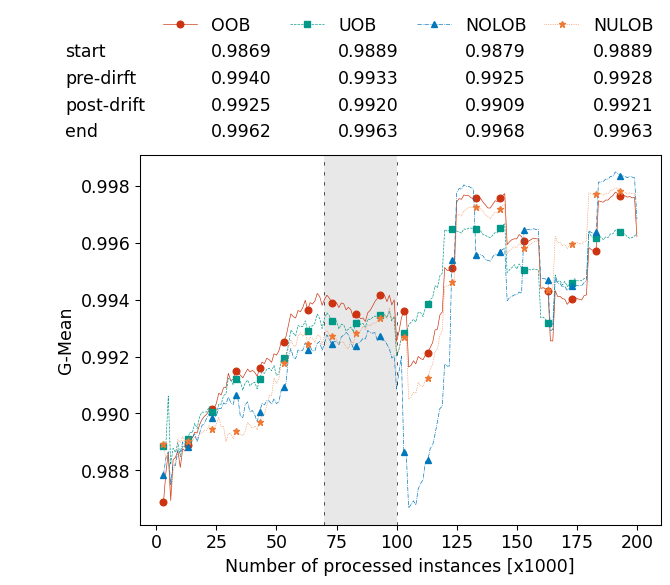 OOB UOB NOLOB NULOB
start 0.9869 0.9889 0.9879 0.9889
pre-dirft 0.9940 0.9933 0.9925 0.9928
post-drift 0.9925 0.9920 0.9909 0.9921
end 0.9962 0.9963 0.9968 0.9963
0.998
0.996
0.994
0.992
0.990
0.988
G-Mean
0 25 50 75 100 125 150 175 200
Number of processed instances [x1000]